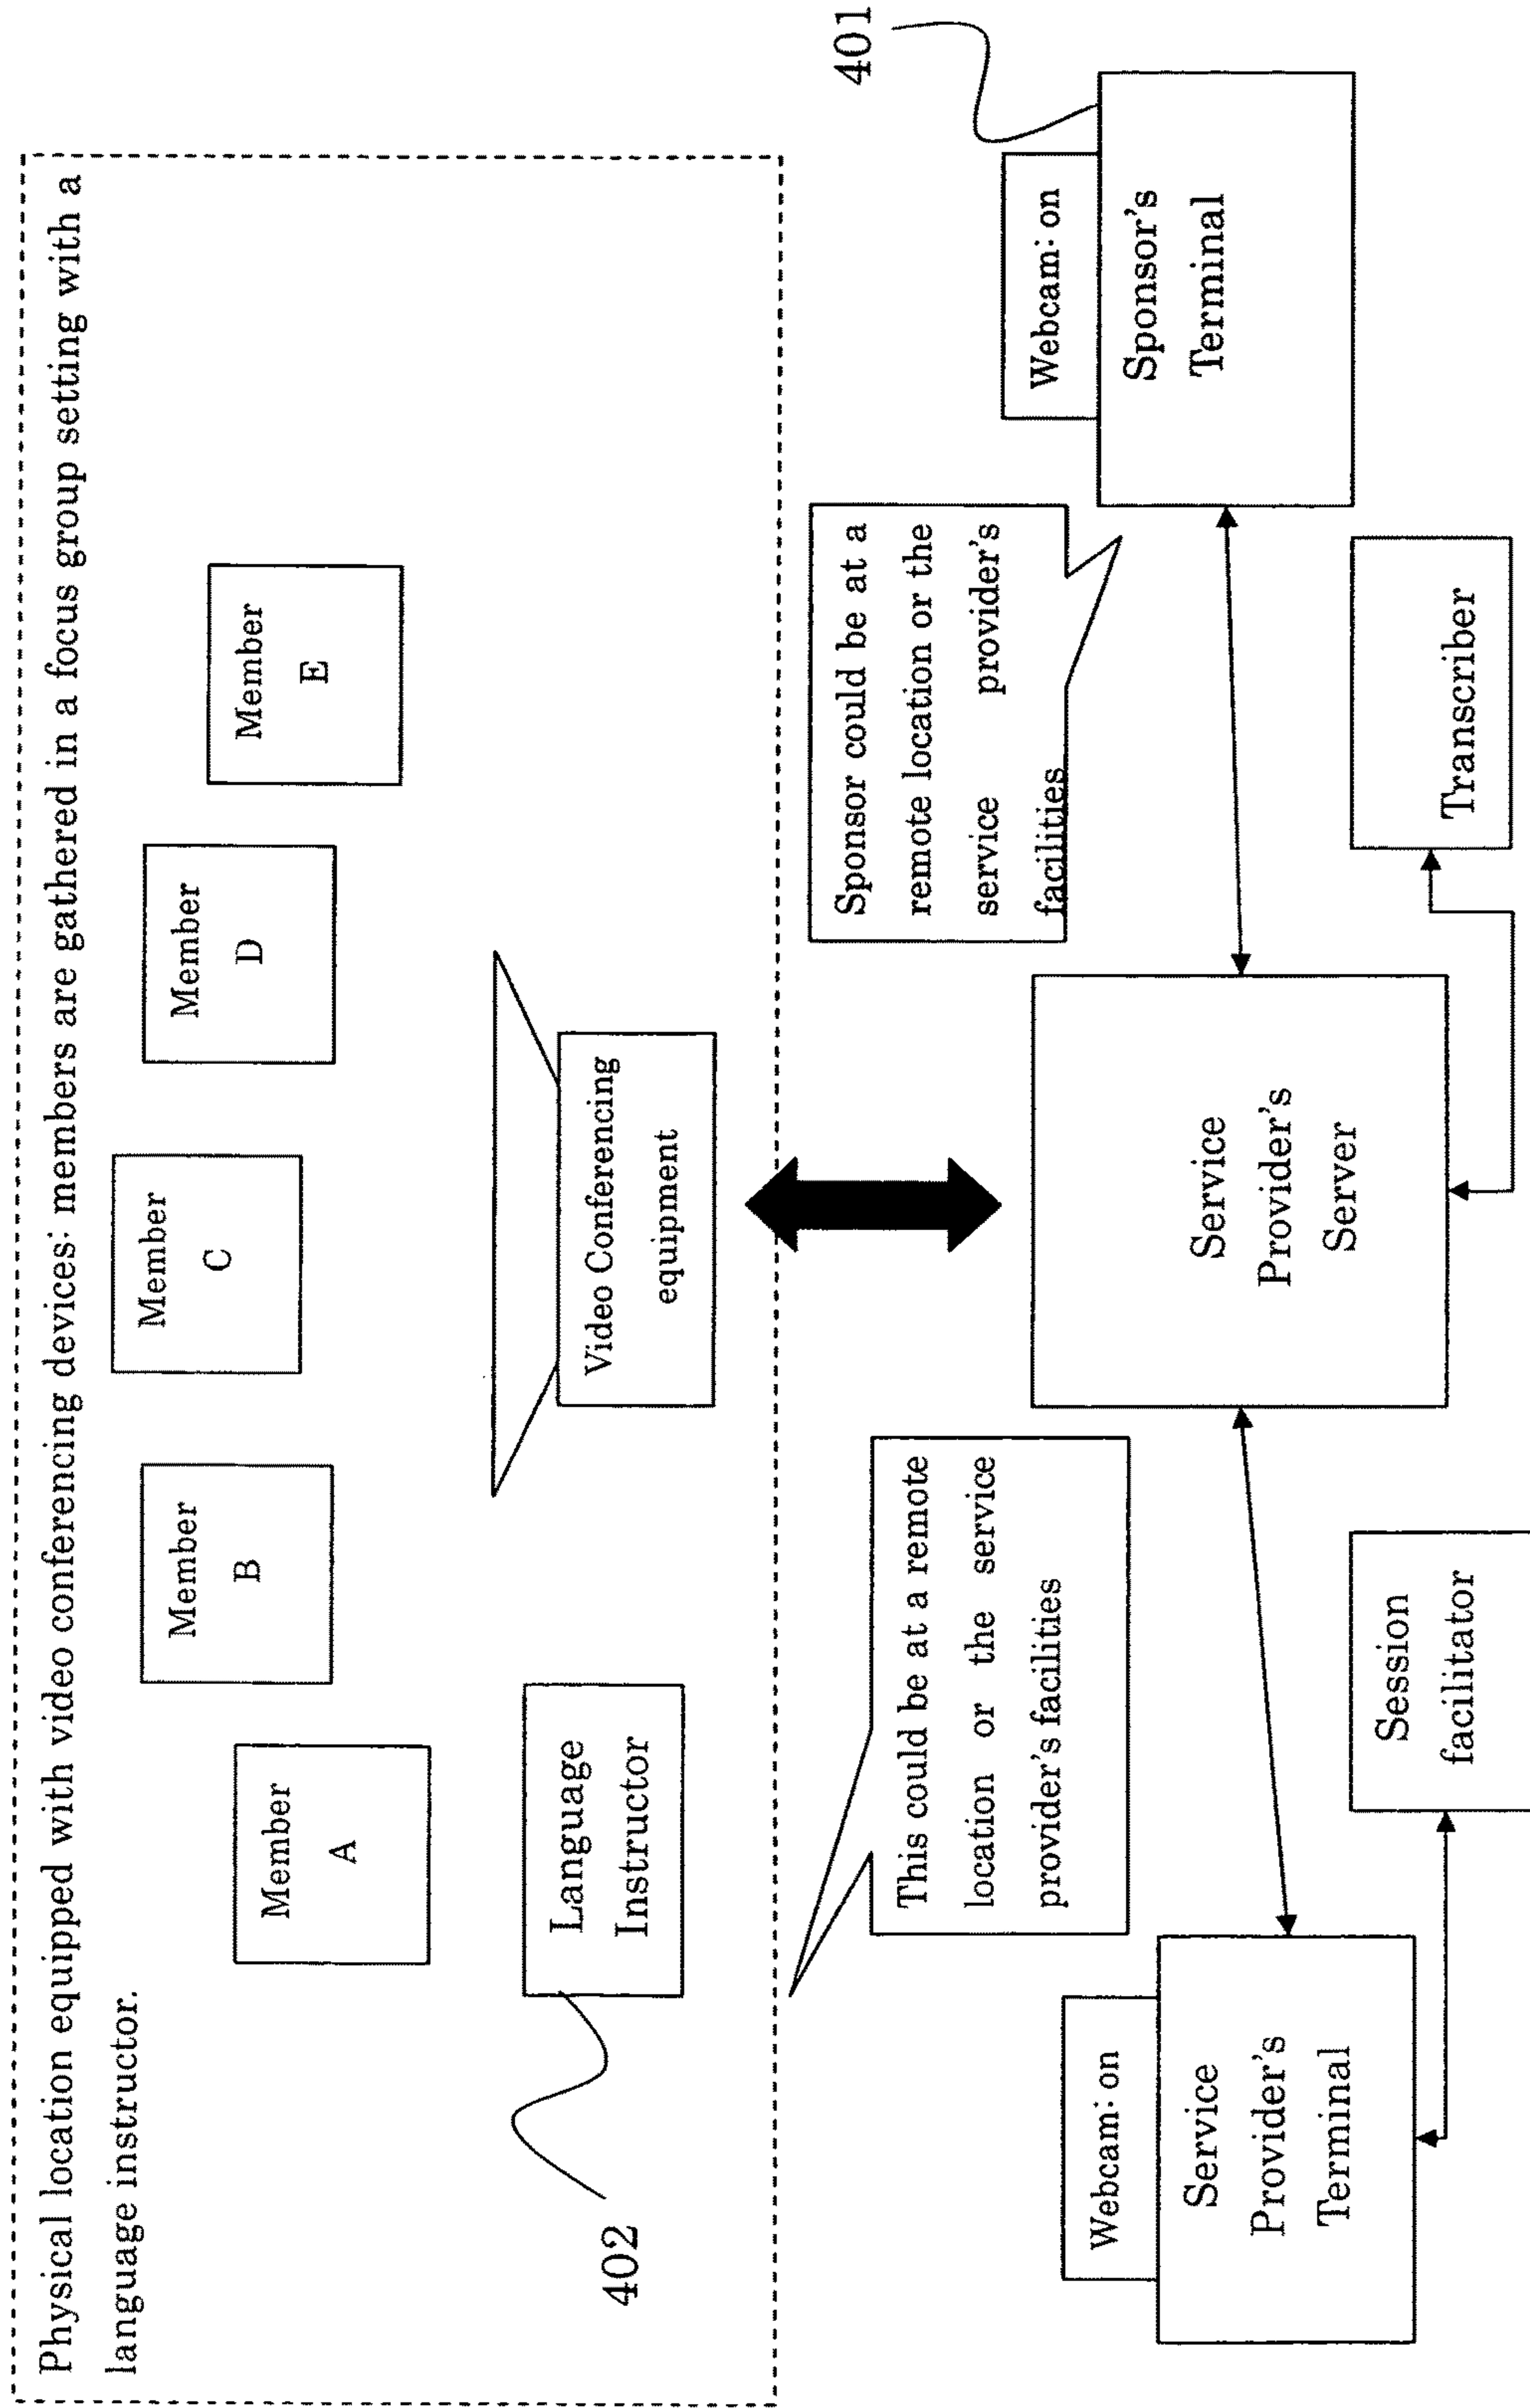 Physical location equipped with video conferencing devices; members are gathered in a focus group setting with a
language instructor.
Member
A
Member
B
Member
C
Member
D
Member
E
Language
Instructor
402
Video Conferencing
equipment
This could be at a remote
location or the service
provider's facilities
Sponsor could be at a
remote location or the
service provider's
facilities
401
Webcam: on
Service
Provider's
Terminal
Service
Provider's
Server
Webcam: on
Sponsor's
Terminal
Session
facilitator
Transcriber